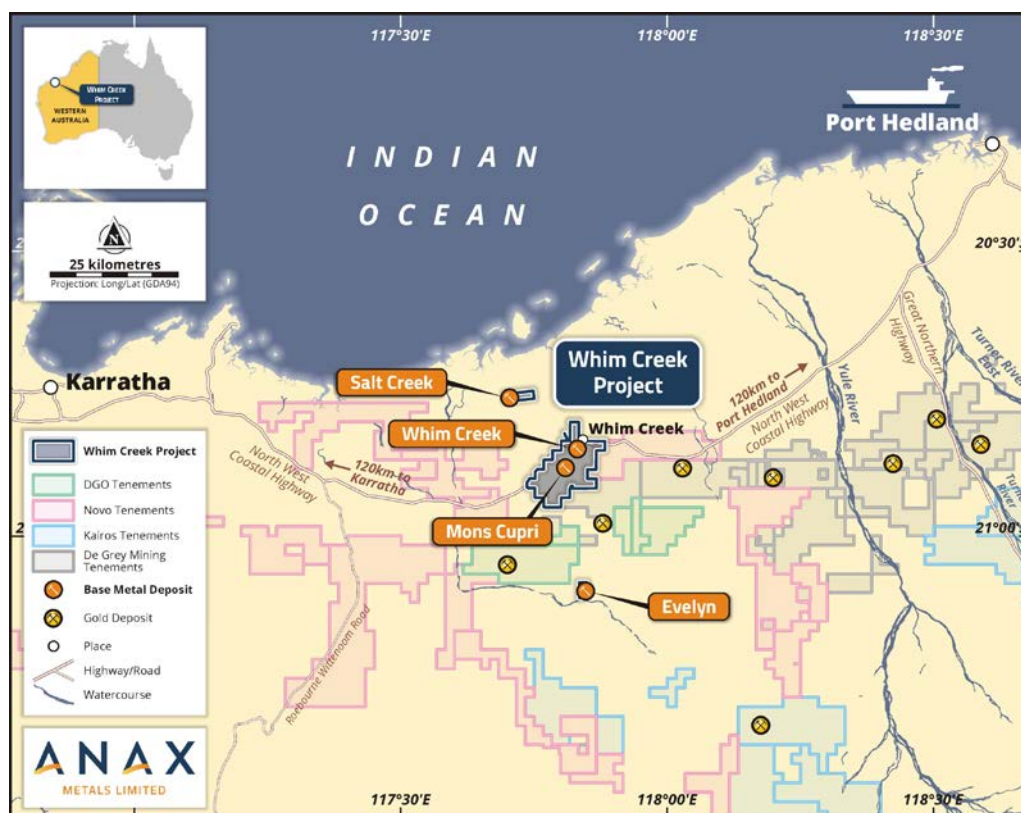 117°30'E
118°00'E
118°30'E
WHIM CREEK
PROJECT
WESTERN
AUSTRALIA
INDIAN
OCEAN
Port Hedland
N
25 kilometres
Projection: Long/Lat (GDA94)
20°30'S
Great Northern
Highway
Turner River
East
Yule River
Karratha
Salt Creek
Whim Creek
Project
120km to
Port Hedland
North West
Coastal Highway
Whim Creek
Whim Creek
North West
Coastal Highway
120km to
Karratha
Mons Cupri
Evelyn
21°00'S
Roebourne Wittenoom Road
Whim Creek Project
DGO Tenements
Novo Tenements
Kairos Tenements
De Grey Mining
Tenements
Base Metal Deposit
Gold Deposit
Place
Highway/Road
Watercourse
ANAX
METALS LIMITED
117°30'E
118°00'E
118°30'E